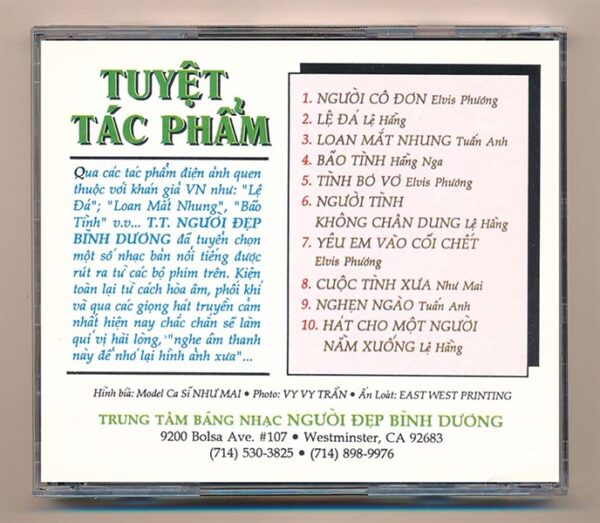 TUYỆT
TÁC PHẨM
Qua các tác phẩm điện ảnh quen
thuộc với khán giả VN như: "Lệ
Đá"; "Loan Mắt Nhung", "Bão
Tình" v.v... T.T. NGƯỜI ĐẸP
BÌNH DƯƠNG đã tuyển chọn
một số nhạc bản nổi tiếng được
rút ra từ các bộ phim trên. Kiện
toàn lại từ cách hòa âm, phối khí
và qua các giọng hát truyền cảm
nhất hiện nay chắc chắn sẽ làm
quí vị hài lòng, "nghe âm thanh
này để nhớ lại hình ảnh xưa"...
1. NGƯỜI CÔ ĐƠN Elvis Phương
2. LỆ ĐÁ Lệ Hằng
3. LOAN MẮT NHUNG Tuấn Anh
4. BÃO TÌNH Hằng Nga
5. TÌNH BƠ VƠ Elvis Phương
6. NGƯỜI TÌNH
KHÔNG CHÂN DUNG Lệ Hằng
7. YÊU EM VÀO CÕI CHẾT
Elvis Phương
8. CUỘC TÌNH XƯA Như Mai
9. NGHẸN NGÀO Tuấn Anh
10. HÁT CHO MỘT NGƯỜI
NẰM XUỐNG Lệ Hằng
Hình bìa: Model Ca Sĩ NHƯ MAI • Photo: VY VY TRẦN • Ấn Loát: EAST WEST PRINTING
TRUNG TÂM BĂNG NHẠC NGƯỜI ĐẸP BÌNH DƯƠNG
9200 Bolsa Ave. #107 • Westminster, CA 92683
(714) 530-3825 • (714) 898-9976